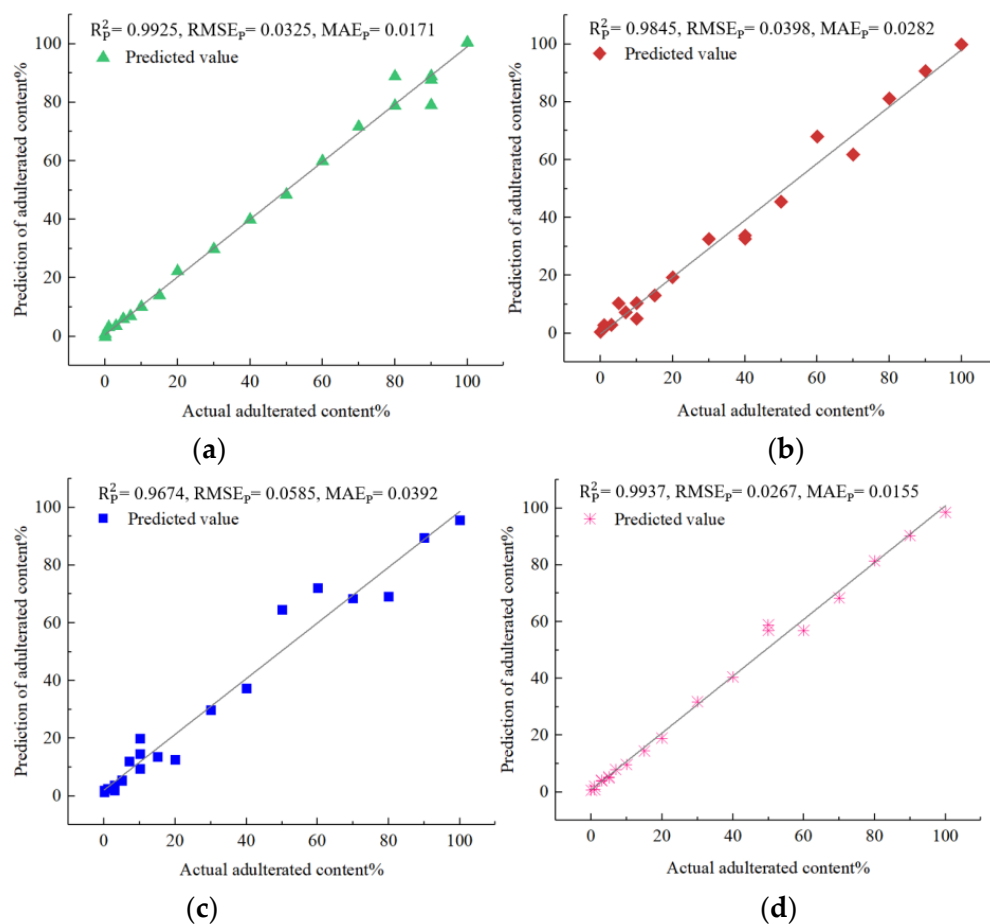 R²P = 0.9925, RMSEP = 0.0325, MAEP = 0.0171
Predicted value
Prediction of adulterated content%
100
80
60
40
20
0
0 20 40 60 80 100
Actual adulterated content%
(a)
R²P = 0.9845, RMSEP = 0.0398, MAEP = 0.0282
Predicted value
Prediction of adulterated content%
100
80
60
40
20
0
0 20 40 60 80 100
Actual adulterated content%
(b)
R²P = 0.9674, RMSEP = 0.0585, MAEP = 0.0392
Predicted value
Prediction of adulterated content%
100
80
60
40
20
0
0 20 40 60 80 100
Actual adulterated content%
(c)
R²P = 0.9937, RMSEP = 0.0267, MAEP = 0.0155
Predicted value
Prediction of adulterated content%
100
80
60
40
20
0
0 20 40 60 80 100
Actual adulterated content%
(d)